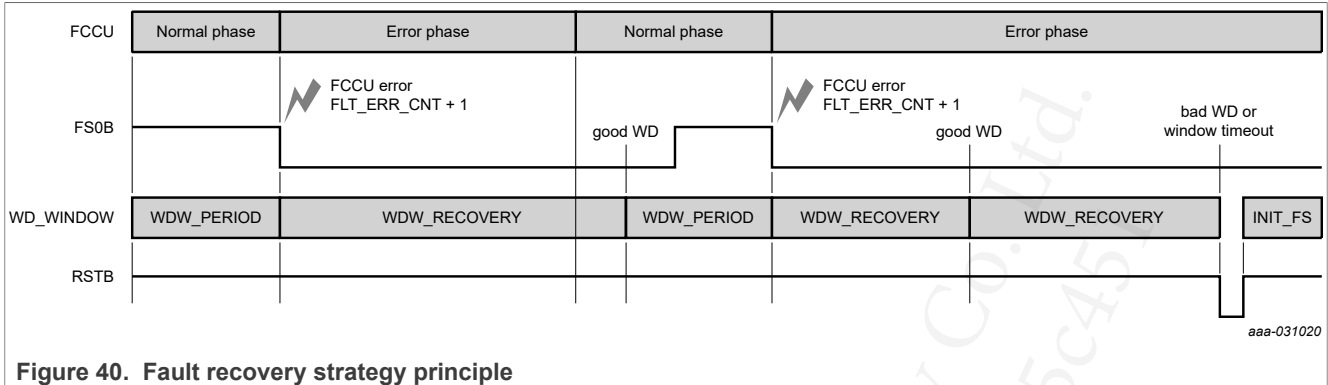 FCCU
Normal phase
Error phase
Normal phase
Error phase
FCCU error
FLT_ERR_CNT + 1
FCCU error
FLT_ERR_CNT + 1
FS0B
good WD
good WD
bad WD or
window timeout
WD_WINDOW
WDW_PERIOD
WDW_RECOVERY
WDW_PERIOD
WDW_RECOVERY
WDW_RECOVERY
INIT_FS
RSTB
aaa-031020
Figure 40. Fault recovery strategy principle
Co. Ltd.